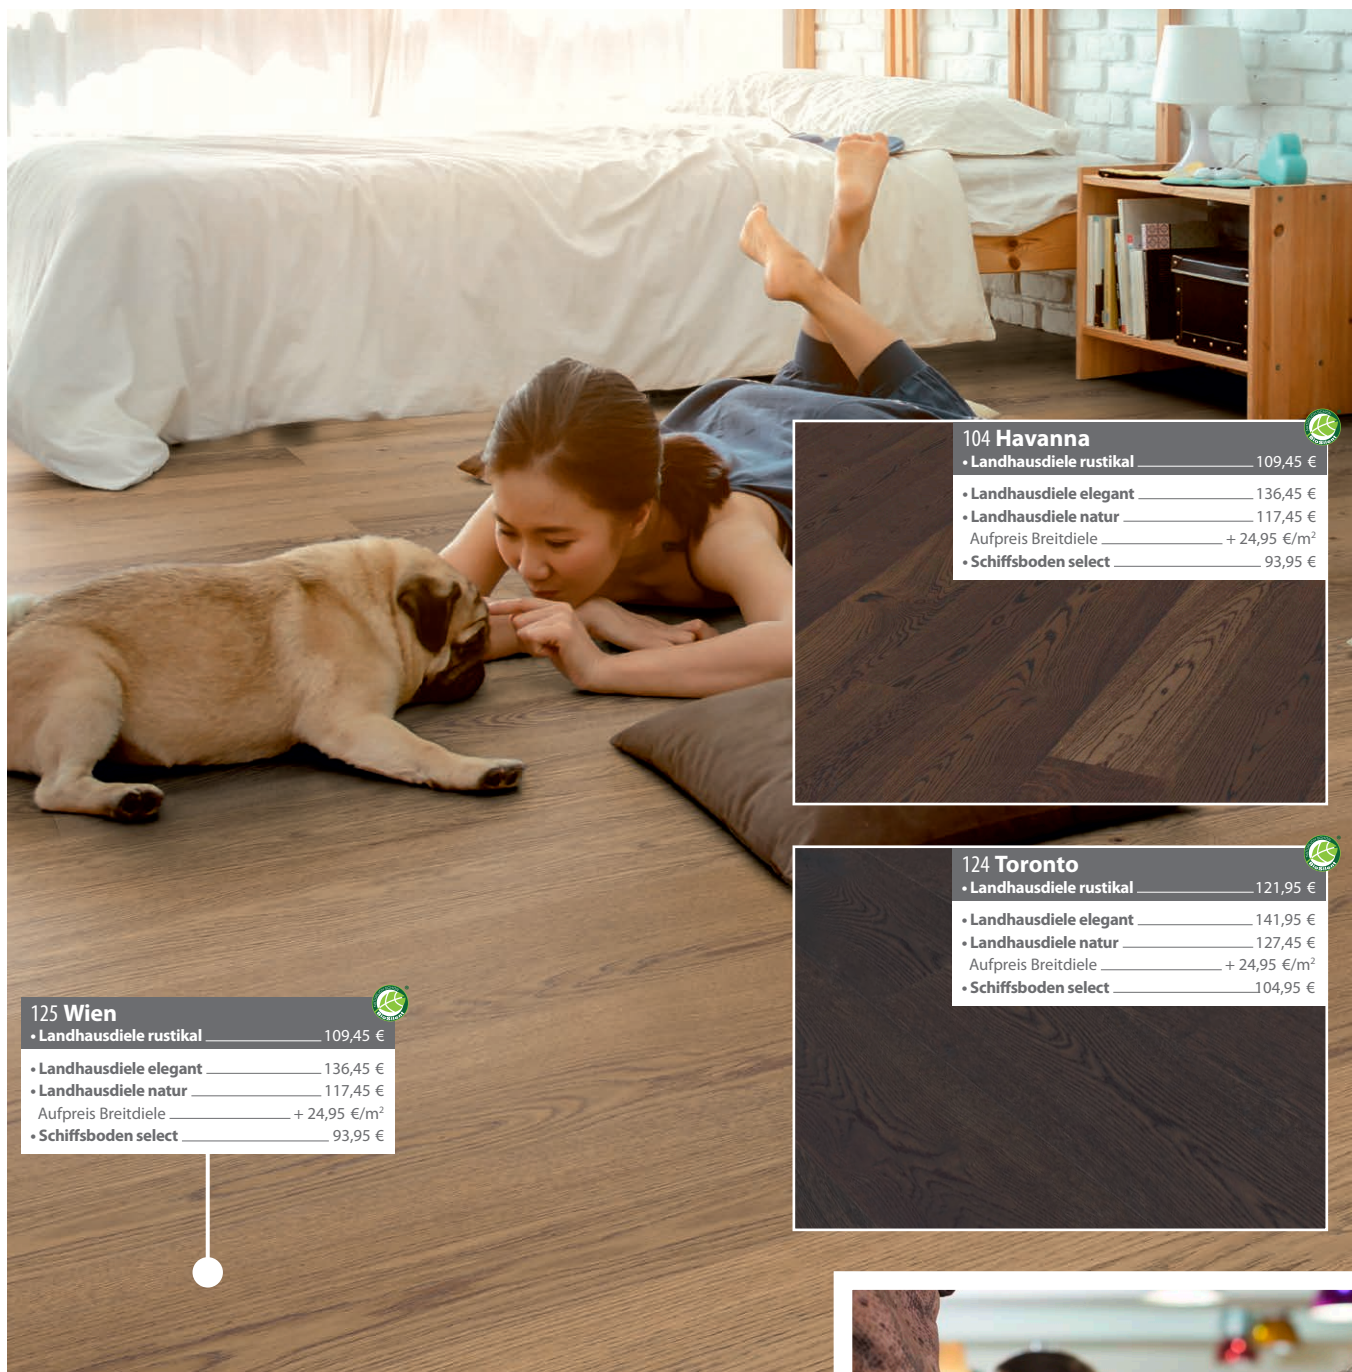 104 Havanna
• Landhausdiele rustikal 109,45 €
• Landhausdiele elegant 136,45 €
• Landhausdiele natur 117,45 €
Aufpreis Breitdiele + 24,95 €/m²
• Schiffsboden select 93,95 €
124 Toronto
• Landhausdiele rustikal 121,95 €
• Landhausdiele elegant 141,95 €
• Landhausdiele natur 127,45 €
Aufpreis Breitdiele + 24,95 €/m²
• Schiffsboden select 104,95 €
125 Wien
• Landhausdiele rustikal 109,45 €
• Landhausdiele elegant 136,45 €
• Landhausdiele natur 117,45 €
Aufpreis Breitdiele + 24,95 €/m²
• Schiffsboden select 93,95 €